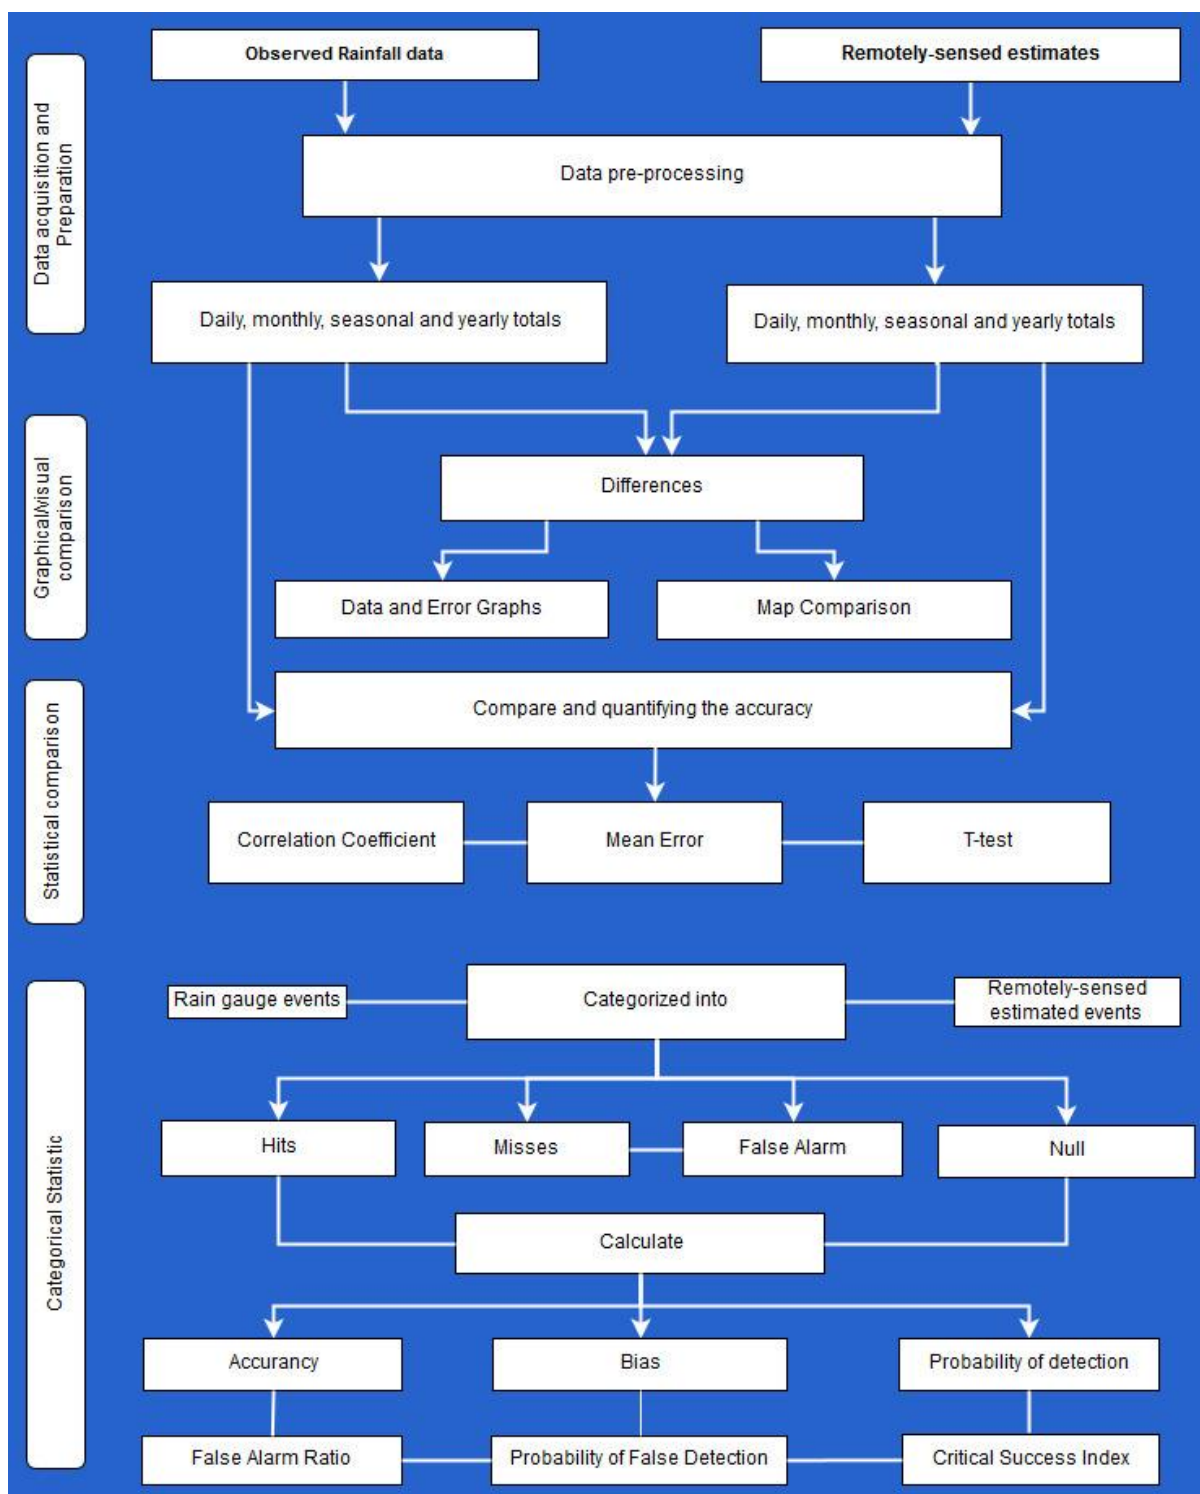 Observed Rainfall data
Remotely-sensed estimates
Data acquisition and
Preparation
Data pre-processing
Daily, monthly, seasonal and yearly totals
Daily, monthly, seasonal and yearly totals
Graphical/visual
comparison
Differences
Data and Error Graphs
Map Comparison
Statistical comparison
Compare and quantifying the accuracy
Correlation Coefficient
Mean Error
T-test
Categorical Statistic
Rain gauge events
Categorized into
Remotely-sensed
estimated events
Hits
Misses
False Alarm
Null
Calculate
Accurancy
Bias
Probability of detection
False Alarm Ratio
Probability of False Detection
Critical Success Index